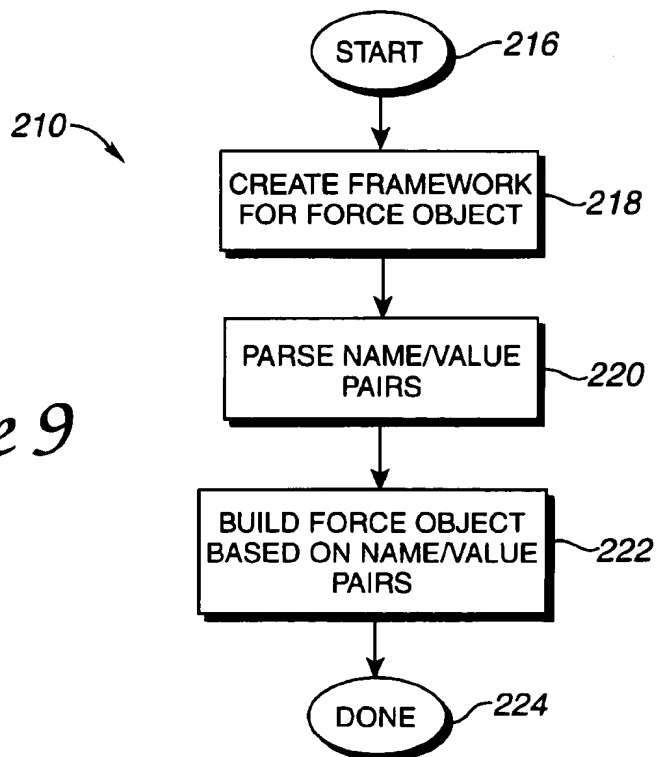 START
216
210
CREATE FRAMEWORK
FOR FORCE OBJECT
218
PARSE NAME/VALUE
PAIRS
220
e 9
BUILD FORCE OBJECT
BASED ON NAME/VALUE
PAIRS
222
DONE
224